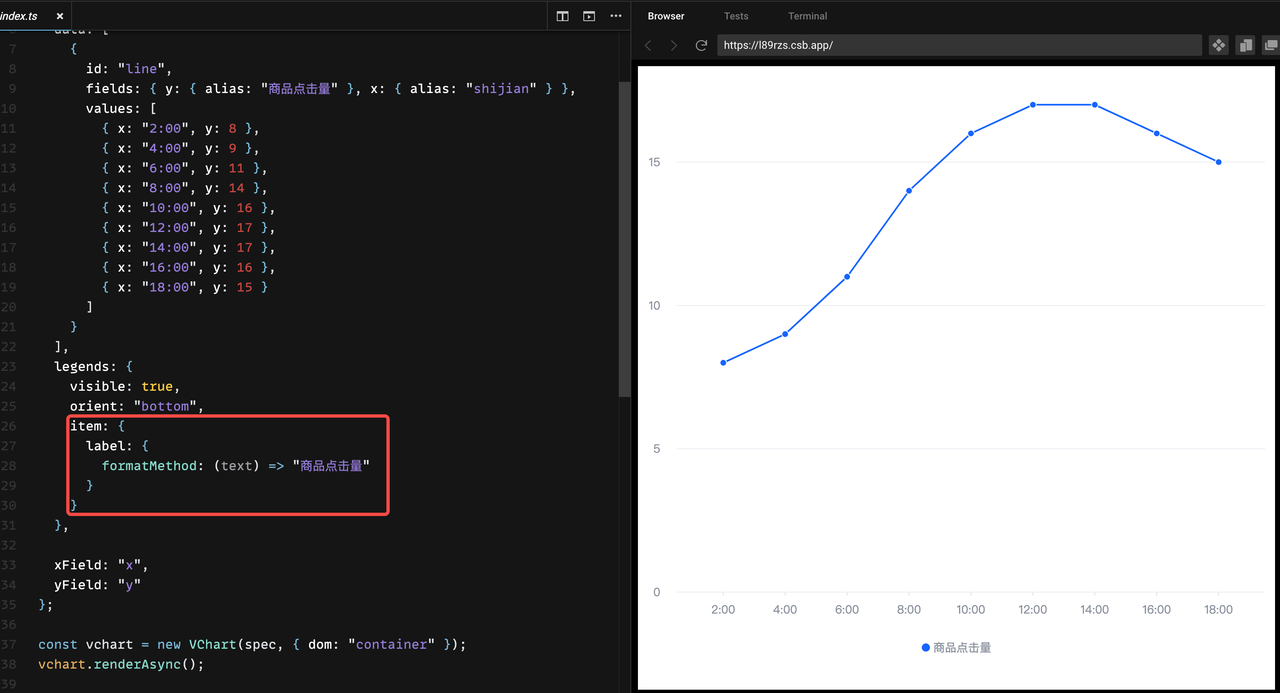 index.ts ×
data: [
7 {
8 id: "line",
9 fields: { y: { alias: "商品点击量" }, x: { alias: "shijian" } },
10 values: [
11 { x: "2:00", y: 8 },
12 { x: "4:00", y: 9 },
13 { x: "6:00", y: 11 },
14 { x: "8:00", y: 14 },
15 { x: "10:00", y: 16 },
16 { x: "12:00", y: 17 },
17 { x: "14:00", y: 17 },
18 { x: "16:00", y: 16 },
19 { x: "18:00", y: 15 }
20 ]
21 }
22 ],
23 legends: {
24 visible: true,
25 orient: "bottom",
26 item: {
27 label: {
28 formatMethod: (text) => "商品点击量"
29 }
30 }
31 },
32
33 xField: "x",
34 yField: "y"
35 };
36
37 const vchart = new VChart(spec, { dom: "container" });
38 vchart.renderAsync();
39
Browser Tests Terminal
https://l89rzs.csb.app/
15
10
5
0
2:00 4:00 6:00 8:00 10:00 12:00 14:00 16:00 18:00
商品点击量